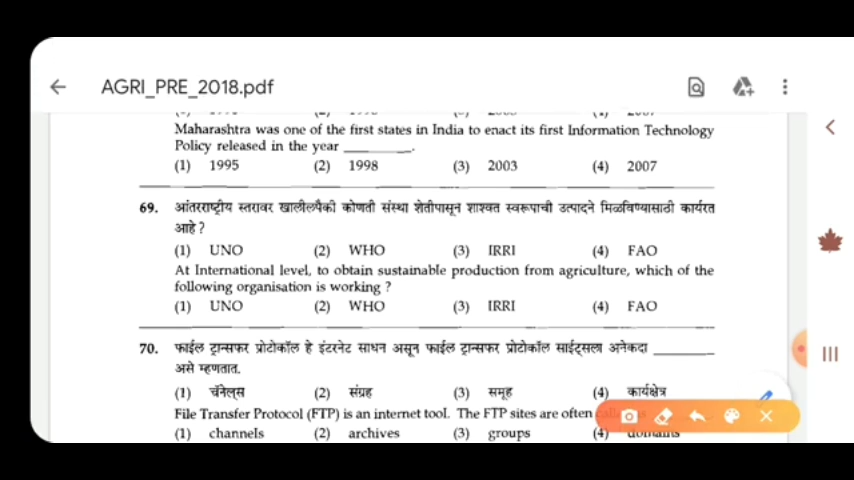 AGRI_PRE_2018.pdf
Maharashtra was one of the first states in India to enact its first Information Technology
Policy released in the year ________.
(1) 1995 (2) 1998 (3) 2003 (4) 2007
69. आंतरराष्ट्रीय स्तरावर खालीलपैकी कोणती संस्था शेतीपासून शाश्वत स्वरूपाची उत्पादने मिळविण्यासाठी कार्यरत
आहे ?
(1) UNO (2) WHO (3) IRRI (4) FAO
At International level, to obtain sustainable production from agriculture, which of the
following organisation is working ?
(1) UNO (2) WHO (3) IRRI (4) FAO
70. फाईल ट्रान्सफर प्रोटोकॉल हे इंटरनेट साधन असून फाईल ट्रान्सफर प्रोटोकॉल साईट्सला अनेकदा ________
असे म्हणतात.
(1) चॅनेल्स (2) संग्रह (3) समूह (4) कार्यक्षेत्र
File Transfer Protocol (FTP) is an internet tool. The FTP sites are often
(1) channels (2) archives (3) groups (4) domains